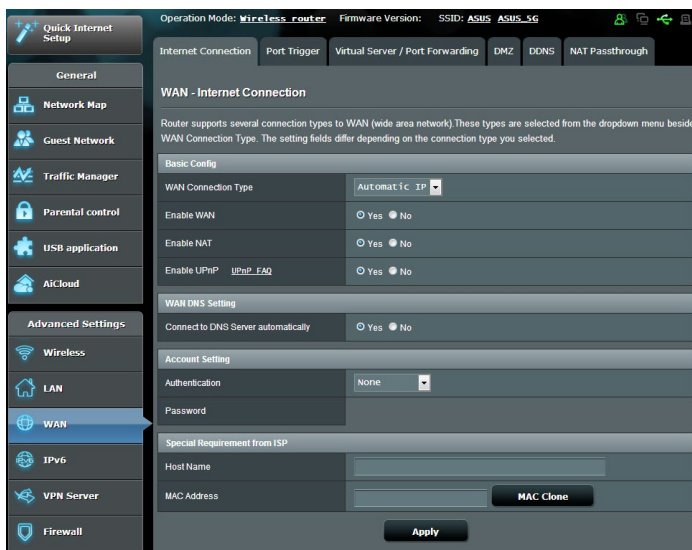 Quick Internet Setup
Operation Mode: Wireless router Firmware Version: SSID: ASUS ASUS_5G
Internet Connection Port Trigger Virtual Server / Port Forwarding DMZ DDNS NAT Passthrough
General
Network Map
Guest Network
Traffic Manager
Parental control
USB application
AiCloud
Advanced Settings
Wireless
LAN
WAN
IPv6
VPN Server
Firewall
WAN - Internet Connection
Router supports several connection types to WAN (wide area network).These types are selected from the dropdown menu beside
WAN Connection Type. The setting fields differ depending on the connection type you selected.
Basic Config
WAN Connection Type Automatic IP
Enable WAN Yes No
Enable NAT Yes No
Enable UPnP UPnP FAQ Yes No
WAN DNS Setting
Connect to DNS Server automatically Yes No
Account Setting
Authentication None
Password
Special Requirement from ISP
Host Name
MAC Address MAC Clone
Apply